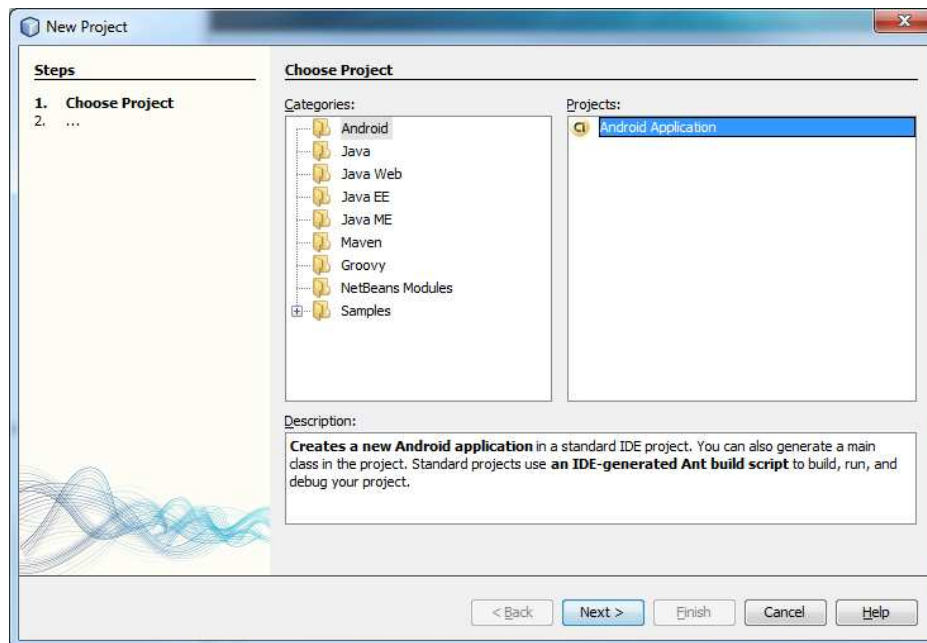 New Project
Steps
1. Choose Project
2. ...
Choose Project
Categories:
Android
Java
Java Web
Java EE
Java ME
Maven
Groovy
NetBeans Modules
Samples
Projects:
Android Application
Description:
Creates a new Android application in a standard IDE project. You can also generate a main
class in the project. Standard projects use an IDE-generated Ant build script to build, run, and
debug your project.
< Back
Next >
Finish
Cancel
Help